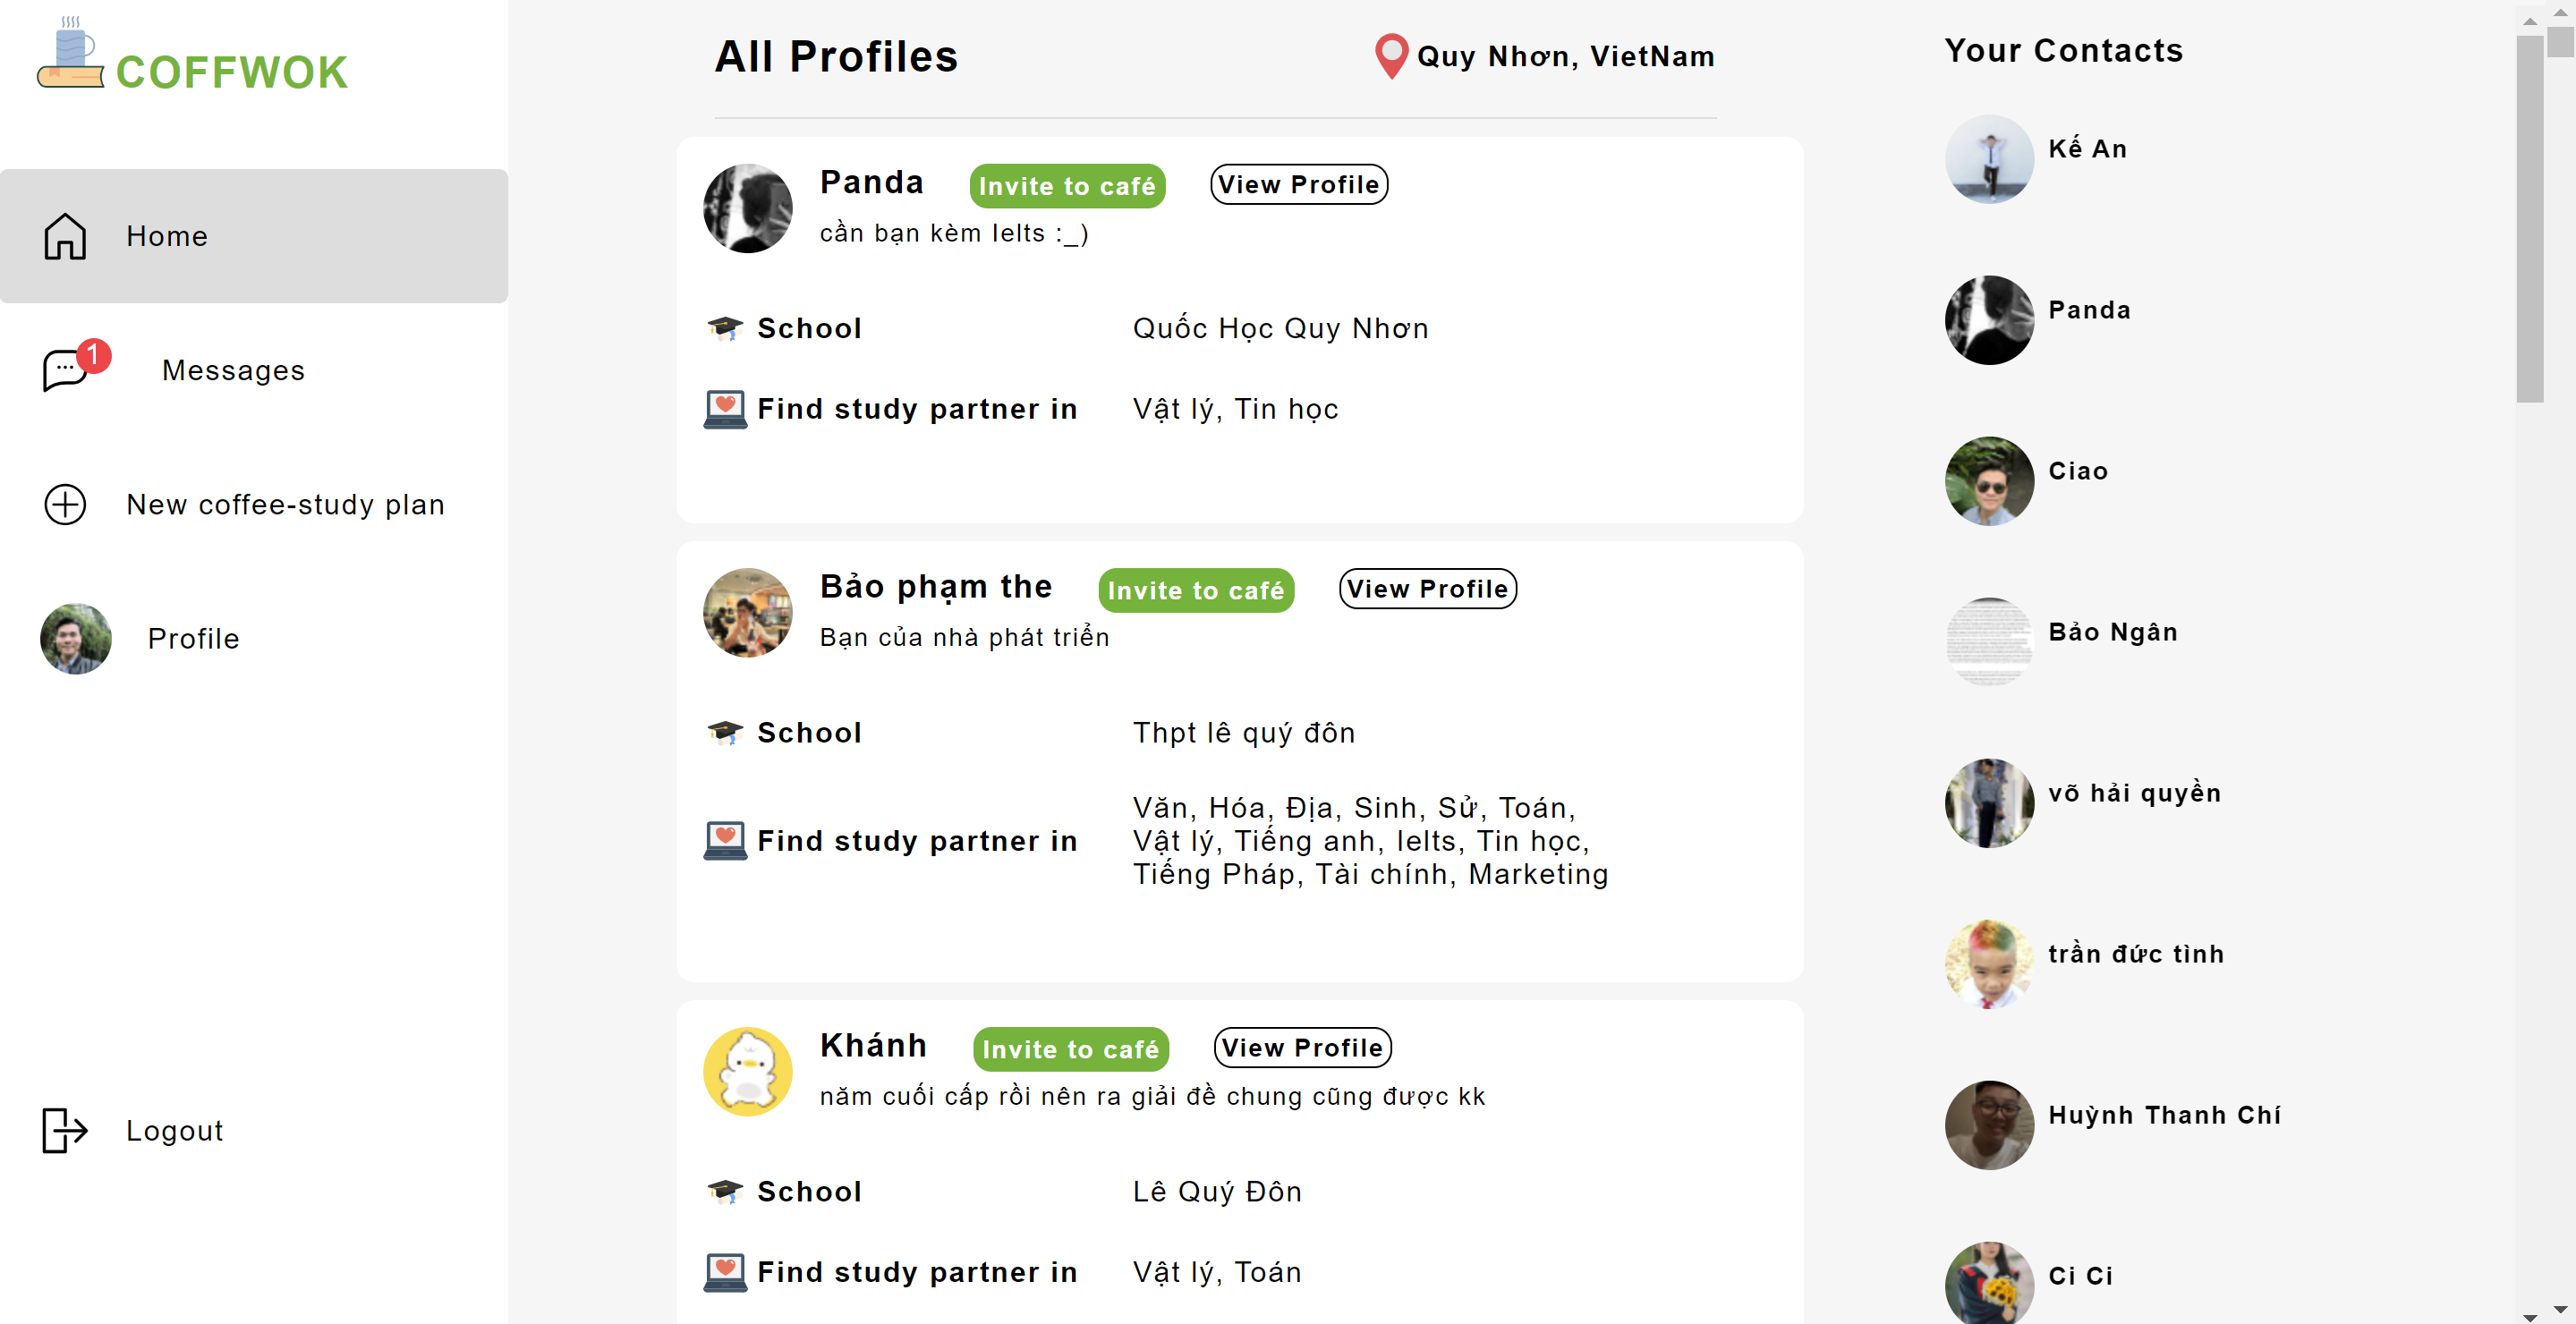 COFFWOK
Home
1
Messages
New coffee-study plan
Profile
Logout
All Profiles
Quy Nhơn, VietNam
Panda
Invite to café
View Profile
cần bạn kèm Ielts :_)
School
Quốc Học Quy Nhơn
Find study partner in
Vật lý, Tin học
Bảo phạm the
Invite to café
View Profile
Bạn của nhà phát triển
School
Thpt lê quý đôn
Find study partner in
Văn, Hóa, Địa, Sinh, Sử, Toán,
Vật lý, Tiếng anh, Ielts, Tin học,
Tiếng Pháp, Tài chính, Marketing
Khánh
Invite to café
View Profile
năm cuối cấp rồi nên ra giải đề chung cũng được kk
School
Lê Quý Đôn
Find study partner in
Vật lý, Toán
Your Contacts
Kế An
Panda
Ciao
Bảo Ngân
võ hải quyền
trần đức tình
Huỳnh Thanh Chí
Ci Ci